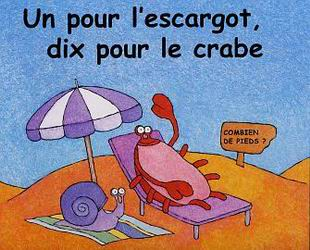 Un pour l'escargot,
dix pour le crabe
COMBIEN
DE PIEDS ?